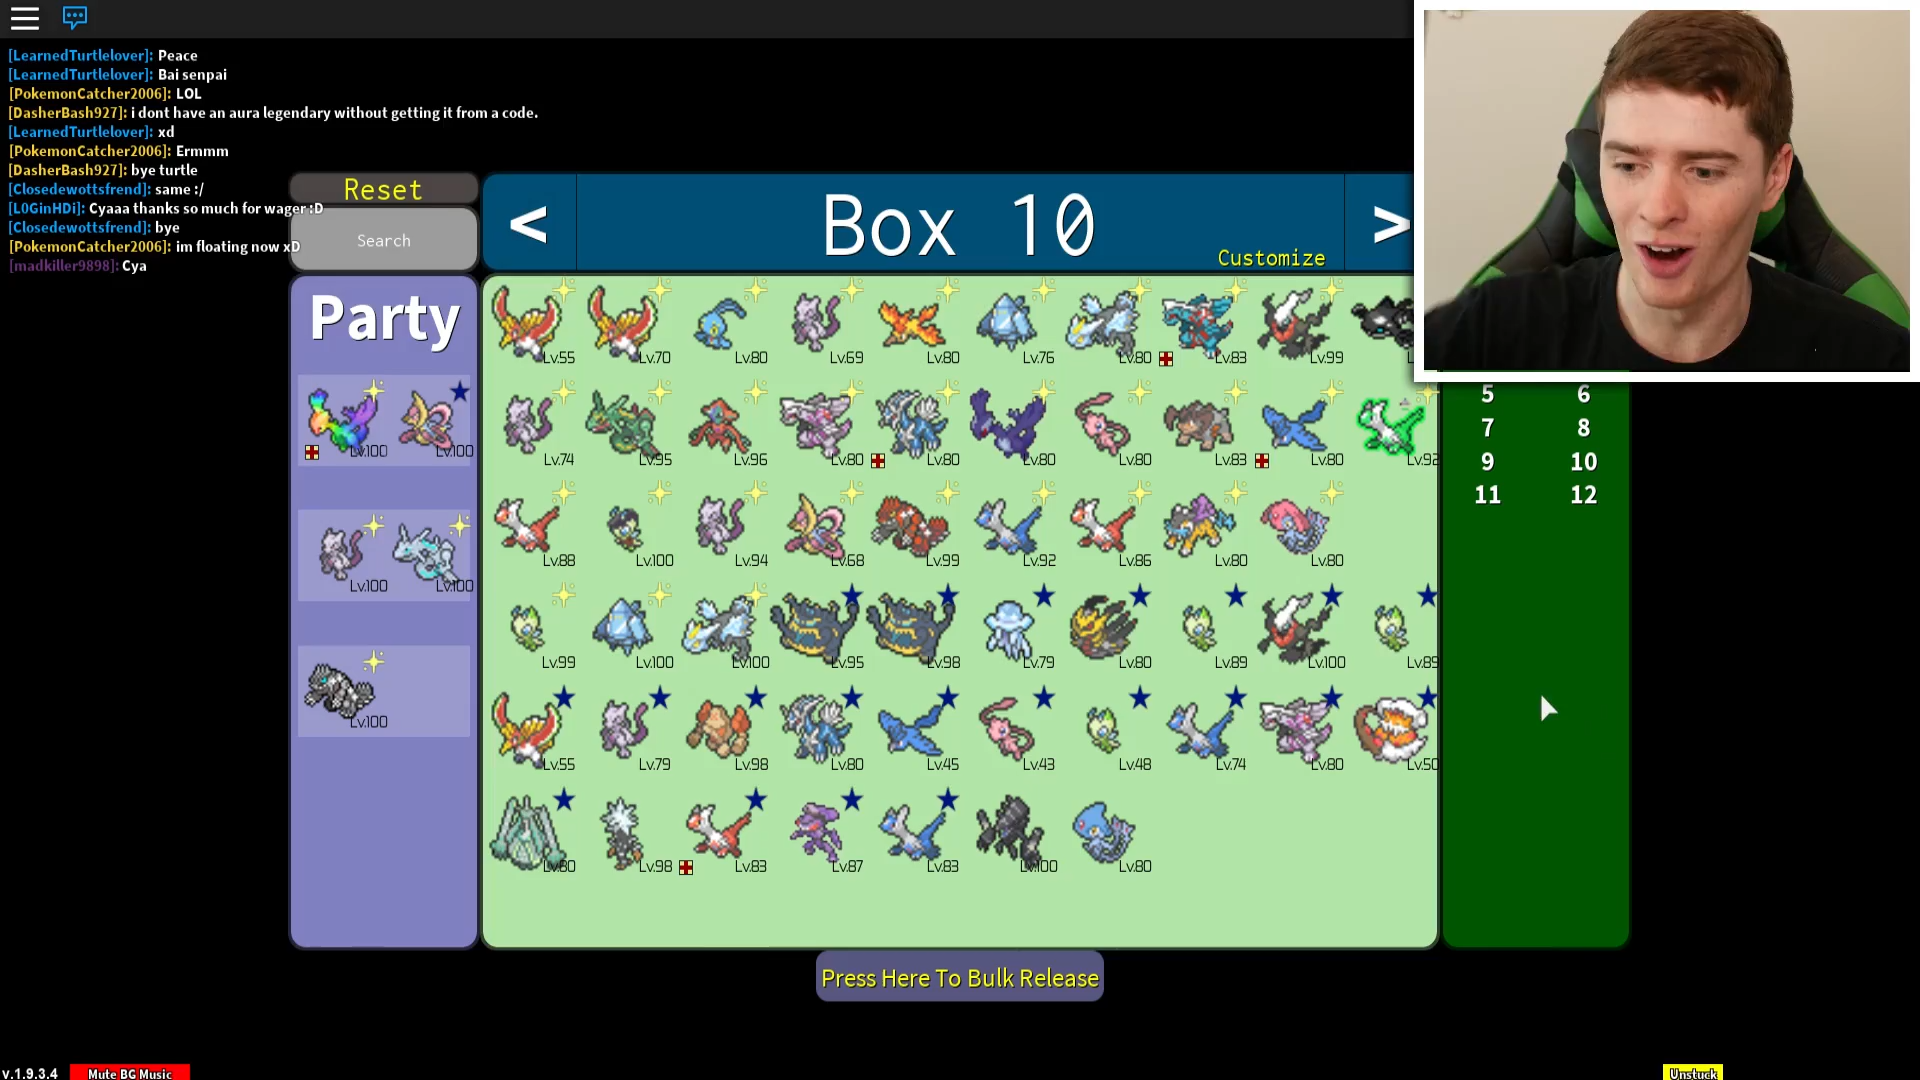 [LearnedTurtlelover]: Peace
[LearnedTurtlelover]: Bai senpai
[PokemonCatcher2006]: LOL
[DasherBash927]: i dont have an aura legendary without getting it from a code.
[LearnedTurtlelover]: xd
[PokemonCatcher2006]: Ermmm
[DasherBash927]: bye turtle
[Closedewottsfrend]: same :/
[L0GinHDi]: Cyaaa thanks so much for wager :D
[Closedewottsfrend]: bye
[PokemonCatcher2006]: im floating now xD
[madkiller9898]: Cya
Reset
Search
< Box 10 >
Customize
Party
Lv.100 Lv.100
Lv.100 Lv.100
Lv.100
Lv.55 Lv.70 Lv.80 Lv.69 Lv.80 Lv.76 Lv.80 Lv.83 Lv.99
Lv.74 Lv.95 Lv.96 Lv.80 Lv.80 Lv.80 Lv.80 Lv.83 Lv.80 Lv.92
Lv.88 Lv.100 Lv.94 Lv.68 Lv.99 Lv.92 Lv.86 Lv.80 Lv.80
Lv.99 Lv.100 Lv.100 Lv.95 Lv.98 Lv.79 Lv.80 Lv.89 Lv.100 Lv.89
Lv.55 Lv.79 Lv.98 Lv.80 Lv.45 Lv.43 Lv.48 Lv.74 Lv.80 Lv.50
Lv.80 Lv.98 Lv.83 Lv.87 Lv.83 Lv.100 Lv.80
5 6
7 8
9 10
11 12
Press Here To Bulk Release
v.1.9.3.4
Mute BG Music
Unstuck